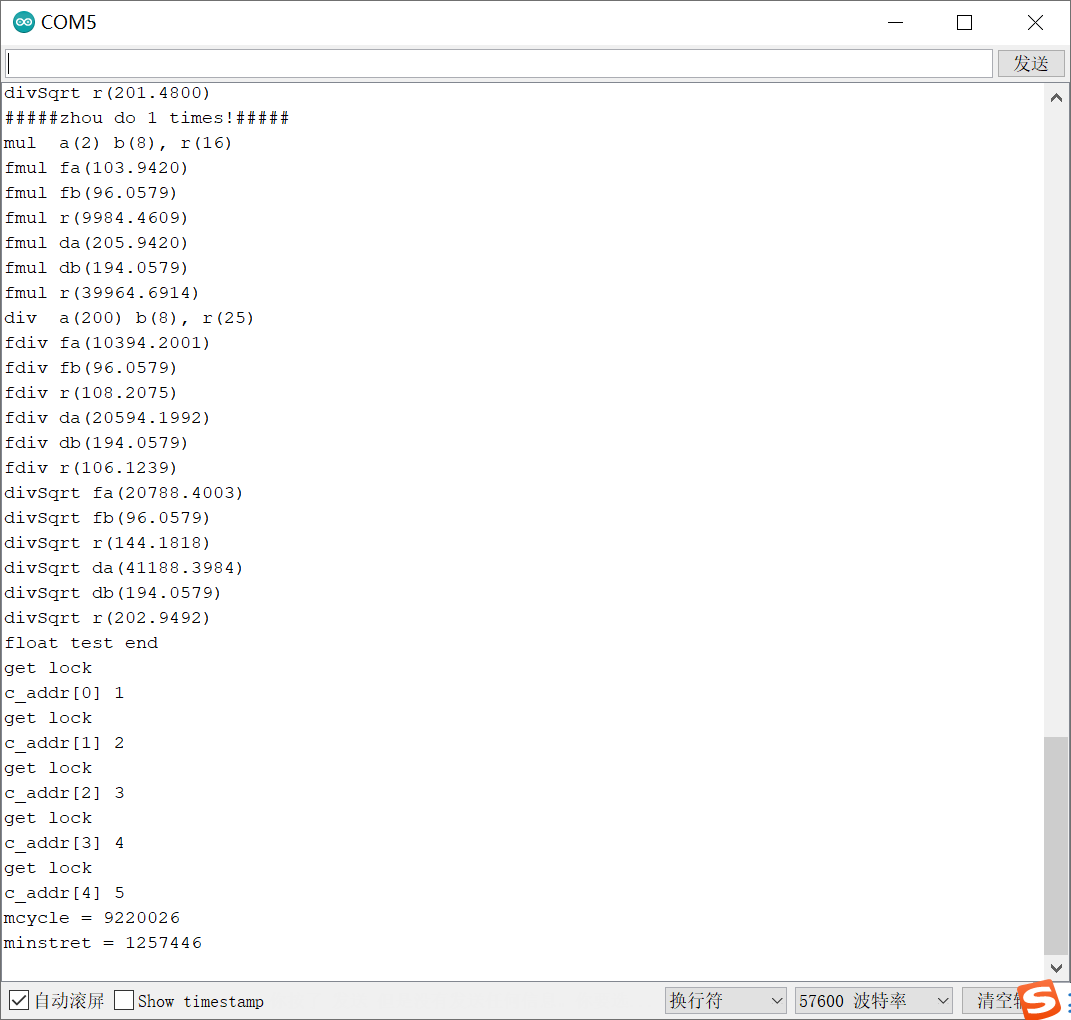 COM5
发送
divSqrt r(201.4800)
#####zhou do 1 times!#####
mul  a(2) b(8), r(16)
fmul fa(103.9420)
fmul fb(96.0579)
fmul r(9984.4609)
fmul da(205.9420)
fmul db(194.0579)
fmul r(39964.6914)
div  a(200) b(8), r(25)
fdiv fa(10394.2001)
fdiv fb(96.0579)
fdiv r(108.2075)
fdiv da(20594.1992)
fdiv db(194.0579)
fdiv r(106.1239)
divSqrt fa(20788.4003)
divSqrt fb(96.0579)
divSqrt r(144.1818)
divSqrt da(41188.3984)
divSqrt db(194.0579)
divSqrt r(202.9492)
float test end
get lock
c_addr[0] 1
get lock
c_addr[1] 2
get lock
c_addr[2] 3
get lock
c_addr[3] 4
get lock
c_addr[4] 5
mcycle = 9220026
minstret = 1257446
自动滚屏 Show timestamp 换行符 57600 波特率 清空